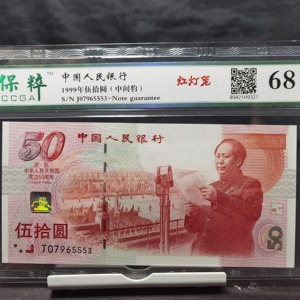 保粹
CCGA
TM
中国人民银行
1999年伍拾圆（中间豹）
S/N J07965553-Note guarantee
红灯笼
68
50
中国人民银行
伍拾圆
J07965553
50